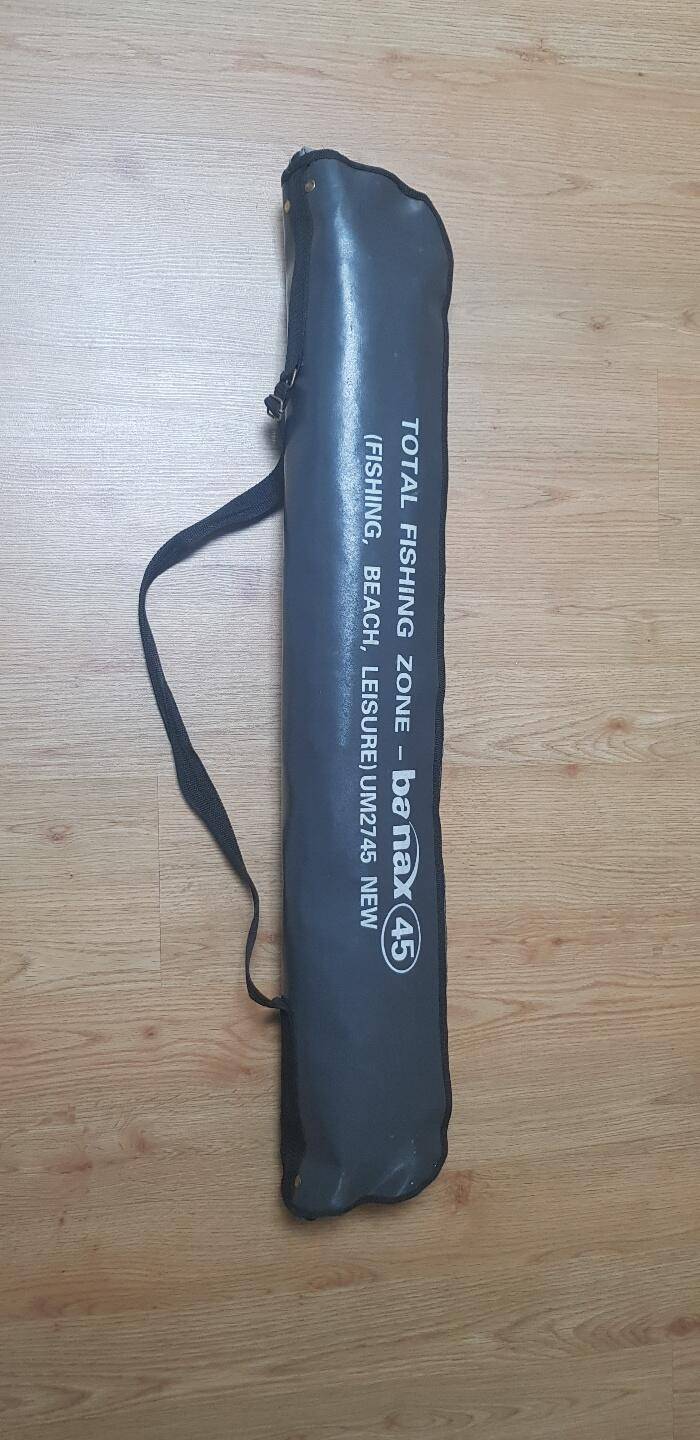 TOTAL FISHING ZONE – banax 45
(FISHING, BEACH, LEISURE) UM2745 NEW